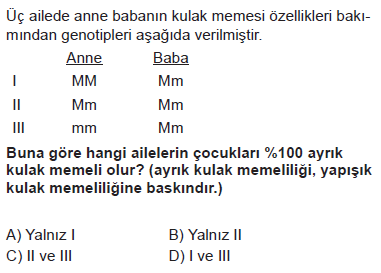 Üç ailede anne babanın kulak memesi özellikleri bakı-
mından genotipleri aşağıda verilmiştir.
Anne Baba
I MM Mm
II Mm Mm
III mm Mm
Buna göre hangi ailelerin çocukları %100 ayrık
kulak memeli olur? (ayrık kulak memeliliği, yapışık
kulak memeliliğine baskındır.)
A) Yalnız I B) Yalnız II
C) II ve III D) I ve III